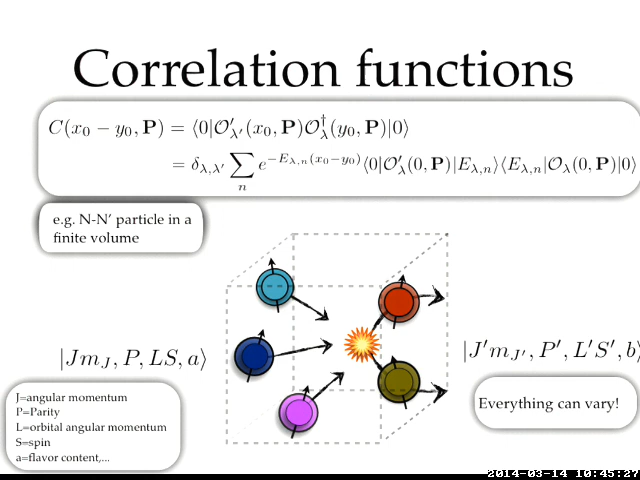 Correlation functions
C(x₀ − y₀, P) = ⟨0|O′_λ′(x₀, P)O†_λ(y₀, P)|0⟩
= δ_λ,λ′ ∑_n e^{−E_λ,n(x₀−y₀)}⟨0|O′_λ(0, P)|E_λ,n⟩⟨E_λ,n|O_λ(0, P)|0⟩
e.g. N-N' particle in a
finite volume
|Jm_J, P, LS, a⟩
|J′m_J′, P′, L′S′, b⟩
J=angular momentum
P=Parity
L=orbital angular momentum
S=spin
a=flavor content,...
Everything can vary!
2014-03-14 10:45:27